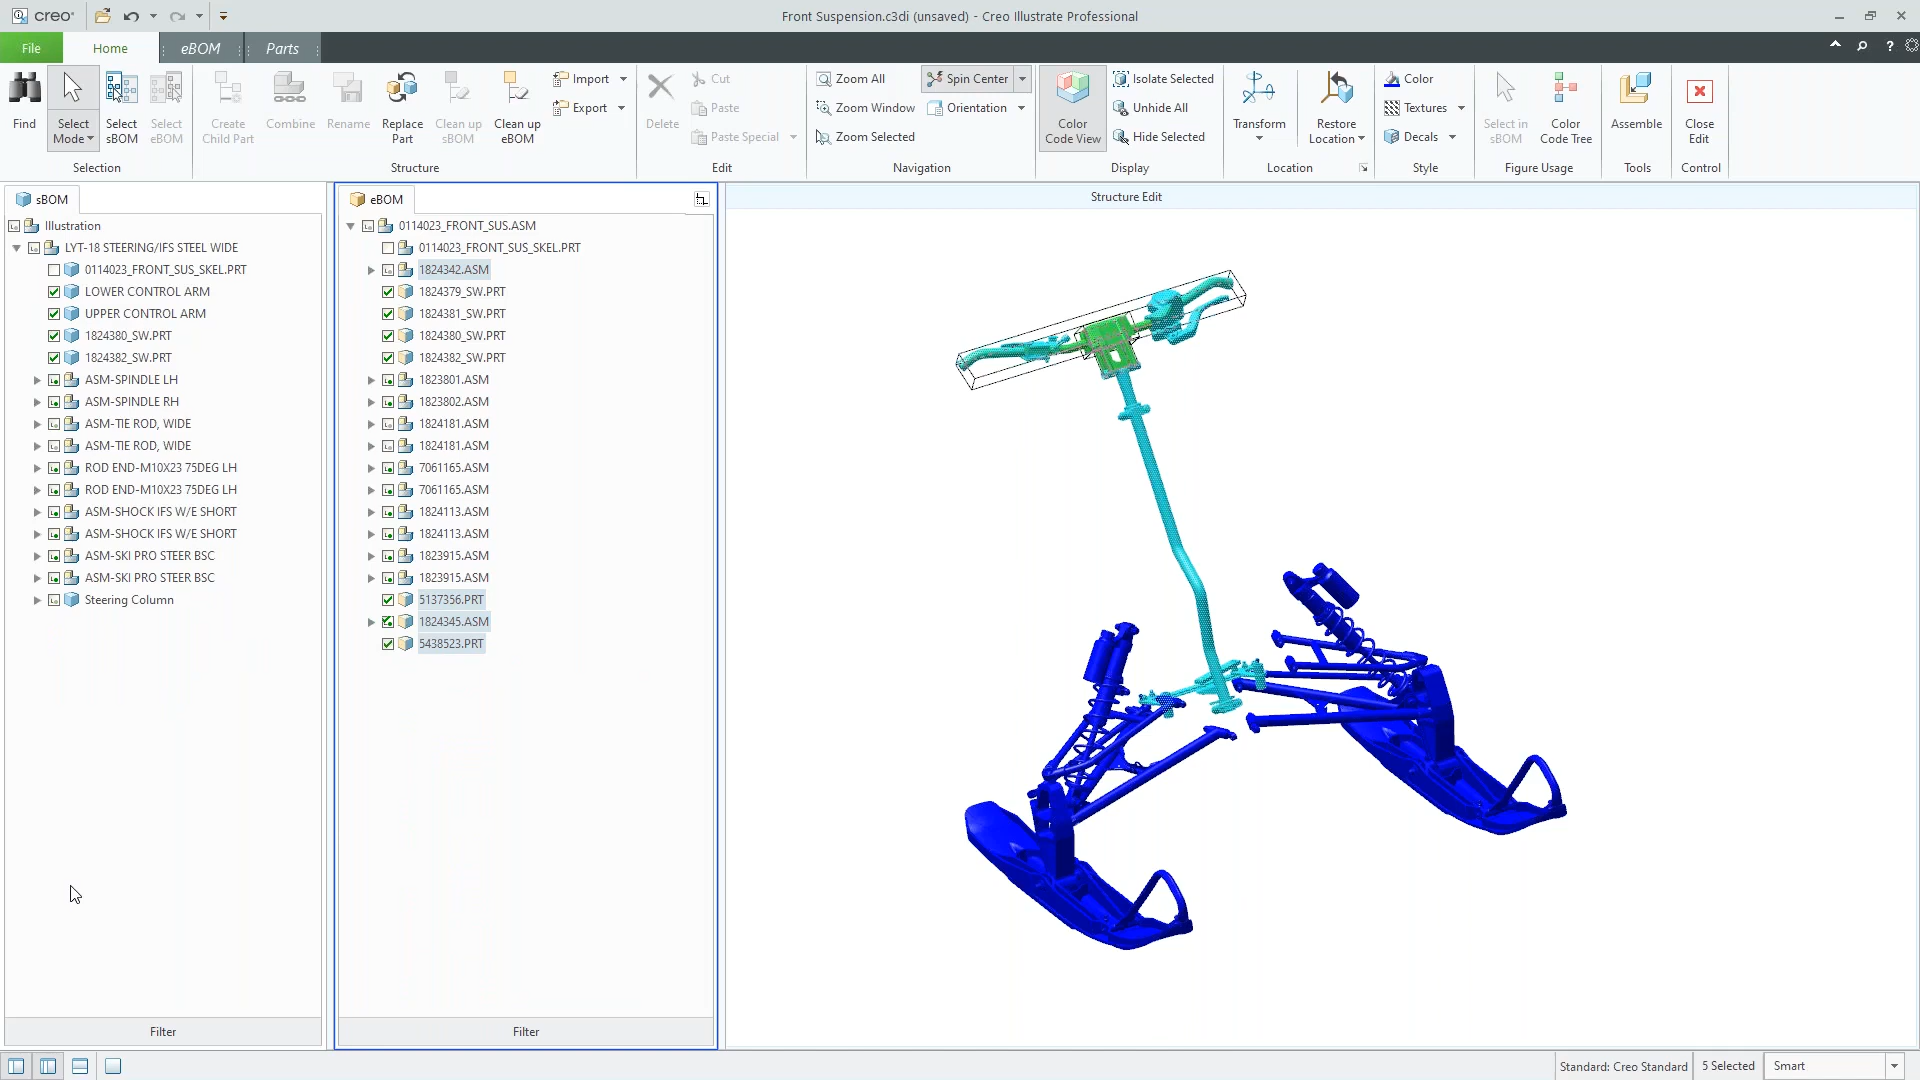 creo
Front Suspension.c3di (unsaved) - Creo Illustrate Professional
File
Home
eBOM
Parts
?
Find
Select Mode
Select sBOM
Select eBOM
Selection
Create Child Part
Combine
Rename
Replace Part
Clean up sBOM
Clean up eBOM
Import
Export
Structure
Delete
Cut
Paste
Paste Special
Edit
Zoom All
Zoom Window
Zoom Selected
Spin Center
Orientation
Navigation
Color Code View
Isolate Selected
Unhide All
Hide Selected
Display
Transform
Restore Location
Location
Color
Textures
Decals
Style
Select in sBOM
Color Code Tree
Figure Usage
Assemble
Tools
Close Edit
Control
sBOM
Illustration
LYT-18 STEERING/IFS STEEL WIDE
0114023_FRONT_SUS_SKEL.PRT
LOWER CONTROL ARM
UPPER CONTROL ARM
1824380_SW.PRT
1824382_SW.PRT
ASM-SPINDLE LH
ASM-SPINDLE RH
ASM-TIE ROD, WIDE
ASM-TIE ROD, WIDE
ROD END-M10X23 75DEG LH
ROD END-M10X23 75DEG LH
ASM-SHOCK IFS W/E SHORT
ASM-SHOCK IFS W/E SHORT
ASM-SKI PRO STEER BSC
ASM-SKI PRO STEER BSC
Steering Column
Filter
eBOM
0114023_FRONT_SUS.ASM
0114023_FRONT_SUS_SKEL.PRT
1824342.ASM
1824379_SW.PRT
1824381_SW.PRT
1824380_SW.PRT
1824382_SW.PRT
1823801.ASM
1823802.ASM
1824181.ASM
1824181.ASM
7061165.ASM
7061165.ASM
1824113.ASM
1824113.ASM
1823915.ASM
1823915.ASM
5137356.PRT
1824345.ASM
5438523.PRT
Filter
Structure Edit
Standard: Creo Standard
5 Selected
Smart